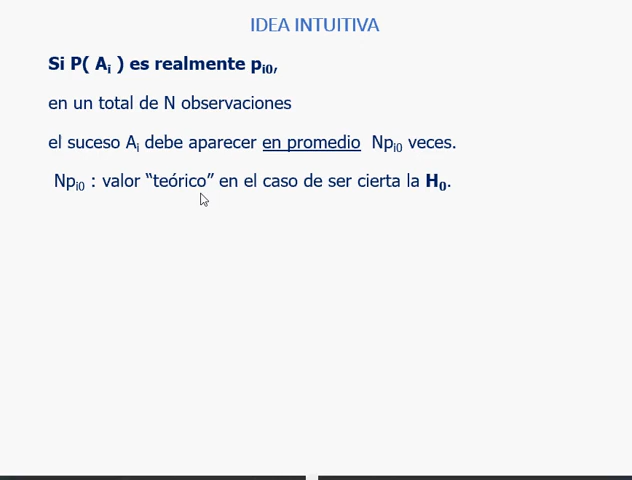 IDEA INTUITIVA
Si P( Aᵢ ) es realmente pᵢ₀,
en un total de N observaciones
el suceso Aᵢ debe aparecer en promedio Npᵢ₀ veces.
Npᵢ₀ : valor “teórico” en el caso de ser cierta la H₀.